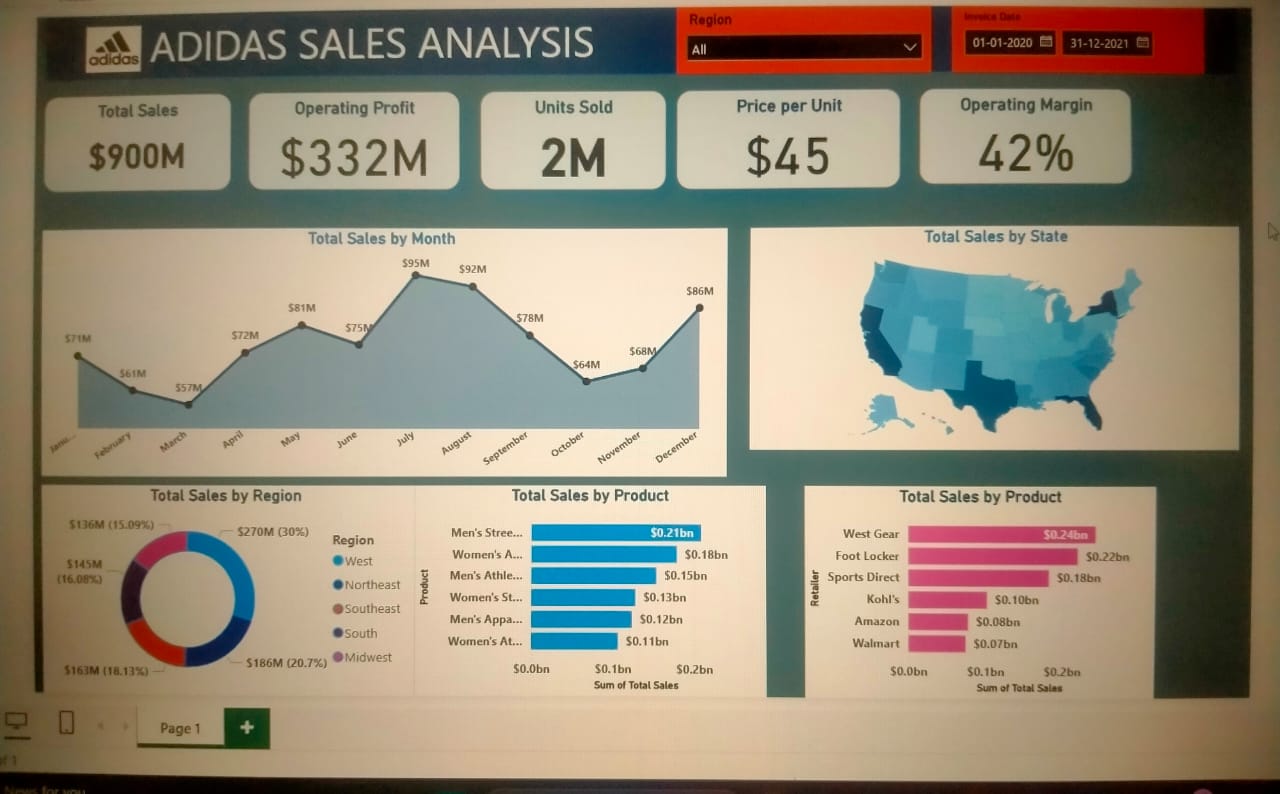 adidas
ADIDAS SALES ANALYSIS
Region
All
Invoice Date
01-01-2020
31-12-2021
Total Sales
$900M
Operating Profit
$332M
Units Sold
2M
Price per Unit
$45
Operating Margin
42%
Total Sales by Month
$71M
$61M
$57M
$72M
$81M
$75M
$95M
$92M
$78M
$64M
$68M
$86M
Janu...
February
March
April
May
June
July
August
September
October
November
December
Total Sales by State
Total Sales by Region
$136M (15.09%)
$270M (30%)
$145M
(16.08%)
$163M (18.13%)
$186M (20.7%)
Region
West
Northeast
Southeast
South
Midwest
Total Sales by Product
Product
Men's Stree... $0.21bn
Women's A... $0.18bn
Men's Athle... $0.15bn
Women's St... $0.13bn
Men's Appa... $0.12bn
Women's At... $0.11bn
$0.0bn $0.1bn $0.2bn
Sum of Total Sales
Total Sales by Product
Retailer
West Gear $0.24bn
Foot Locker $0.22bn
Sports Direct $0.18bn
Kohl's $0.10bn
Amazon $0.08bn
Walmart $0.07bn
$0.0bn $0.1bn $0.2bn
Sum of Total Sales
Page 1
of 1
News for you